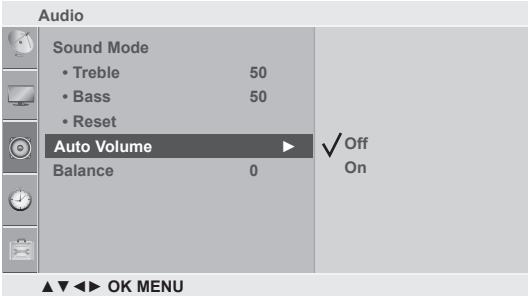 Audio
Sound Mode
• Treble 50
• Bass 50
• Reset
Auto Volume ► ✓ Off
Balance 0 On
▲▼◄► OK MENU